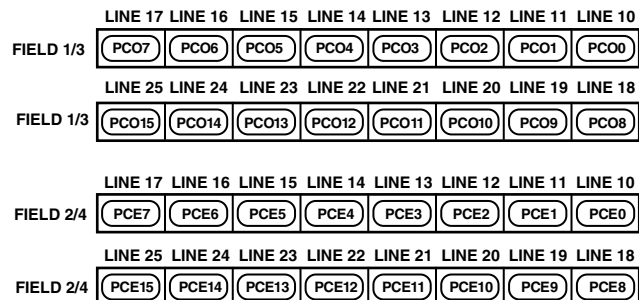 LINE 17 LINE 16 LINE 15 LINE 14 LINE 13 LINE 12 LINE 11 LINE 10
FIELD 1/3 PCO7 PCO6 PCO5 PCO4 PCO3 PCO2 PCO1 PCO0
LINE 25 LINE 24 LINE 23 LINE 22 LINE 21 LINE 20 LINE 19 LINE 18
FIELD 1/3 PCO15 PCO14 PCO13 PCO12 PCO11 PCO10 PCO9 PCO8
LINE 17 LINE 16 LINE 15 LINE 14 LINE 13 LINE 12 LINE 11 LINE 10
FIELD 2/4 PCE7 PCE6 PCE5 PCE4 PCE3 PCE2 PCE1 PCE0
LINE 25 LINE 24 LINE 23 LINE 22 LINE 21 LINE 20 LINE 19 LINE 18
FIELD 2/4 PCE15 PCE14 PCE13 PCE12 PCE11 PCE10 PCE9 PCE8